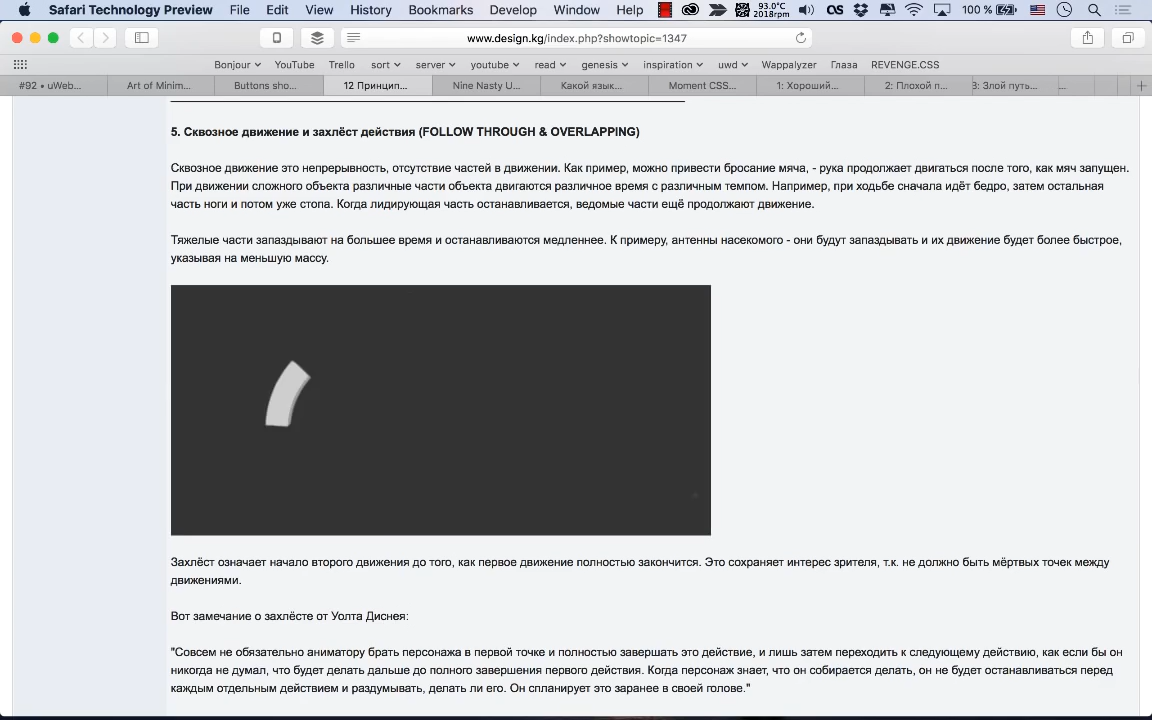 Safari Technology Preview File Edit View History Bookmarks Develop Window Help 93.0°C 2018rpm 100 %
www.design.kg/index.php?showtopic=1347
Bonjour YouTube Trello sort server youtube read genesis inspiration uwd Wappalyzer Глаза REVENGE.CSS
#92 • uWeb... Art of Minim... Buttons sho... 12 Принцип... Nine Nasty U... Какой язык... Moment CSS... 1: Хороший... 2: Плохой п... 3: Злой путь... ...
5. Сквозное движение и захлёст действия (FOLLOW THROUGH & OVERLAPPING)
Сквозное движение это непрерывность, отсутствие частей в движении. Как пример, можно привести бросание мяча, - рука продолжает двигаться после того, как мяч запущен.
При движении сложного объекта различные части объекта двигаются различное время с различным темпом. Например, при ходьбе сначала идёт бедро, затем остальная
часть ноги и потом уже стопа. Когда лидирующая часть останавливается, ведомые части ещё продолжают движение.
Тяжелые части запаздывают на большее время и останавливаются медленнее. К примеру, антенны насекомого - они будут запаздывать и их движение будет более быстрое,
указывая на меньшую массу.
Захлёст означает начало второго движения до того, как первое движение полностью закончится. Это сохраняет интерес зрителя, т.к. не должно быть мёртвых точек между
движениями.
Вот замечание о захлёсте от Уолта Диснея:
"Совсем не обязательно аниматору брать персонажа в первой точке и полностью завершать это действие, и лишь затем переходить к следующему действию, как если бы он
никогда не думал, что будет делать дальше до полного завершения первого действия. Когда персонаж знает, что он собирается делать, он не будет останавливаться перед
каждым отдельным действием и раздумывать, делать ли его. Он спланирует это заранее в своей голове."